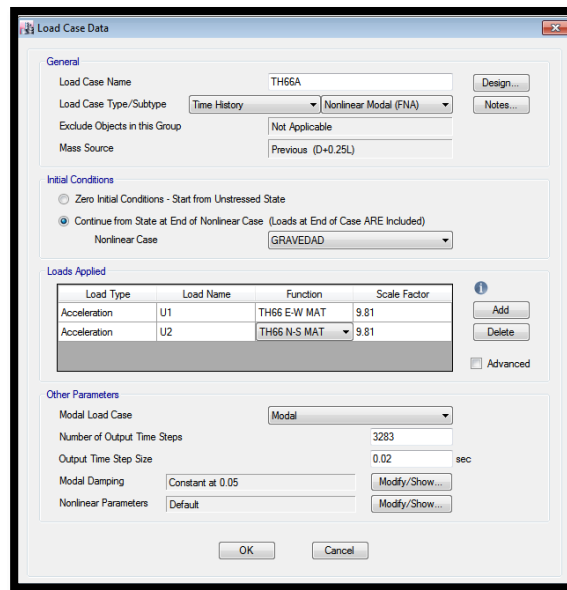 Load Case Data
General
Load Case Name TH66A Design...
Load Case Type/Subtype Time History Nonlinear Modal (FNA) Notes...
Exclude Objects in this Group Not Applicable
Mass Source Previous (D+0.25L)
Initial Conditions
Zero Initial Conditions - Start from Unstressed State
Continue from State at End of Nonlinear Case (Loads at End of Case ARE Included)
Nonlinear Case GRAVEDAD
Loads Applied
Load Type Load Name Function Scale Factor
Acceleration U1 TH66 E-W MAT 9.81 Add
Acceleration U2 TH66 N-S MAT 9.81 Delete
Advanced
Other Parameters
Modal Load Case Modal
Number of Output Time Steps 3283
Output Time Step Size 0.02 sec
Modal Damping Constant at 0.05 Modify/Show...
Nonlinear Parameters Default Modify/Show...
OK Cancel